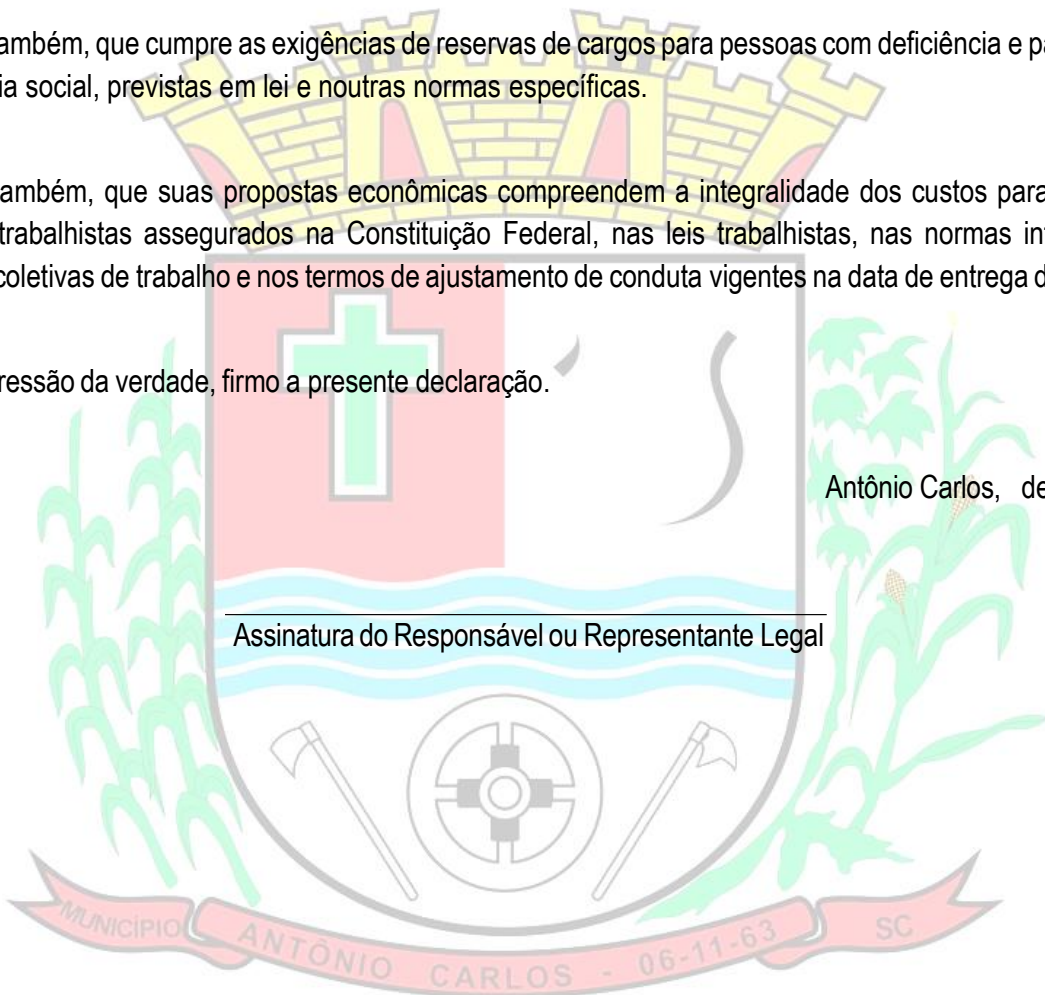 ambém, que cumpre as exigências de reservas de cargos para pessoas com deficiência e pa
ia social, previstas em lei e noutras normas específicas.
também, que suas propostas econômicas compreendem a integralidade dos custos para
trabalhistas assegurados na Constituição Federal, nas leis trabalhistas, nas normas in
coletivas de trabalho e nos termos de ajustamento de conduta vigentes na data de entrega d
ressão da verdade, firmo a presente declaração.
Antônio Carlos, de
Assinatura do Responsável ou Representante Legal
MUNICÍPIO ANTÔNIO CARLOS - 06-11-63 SC